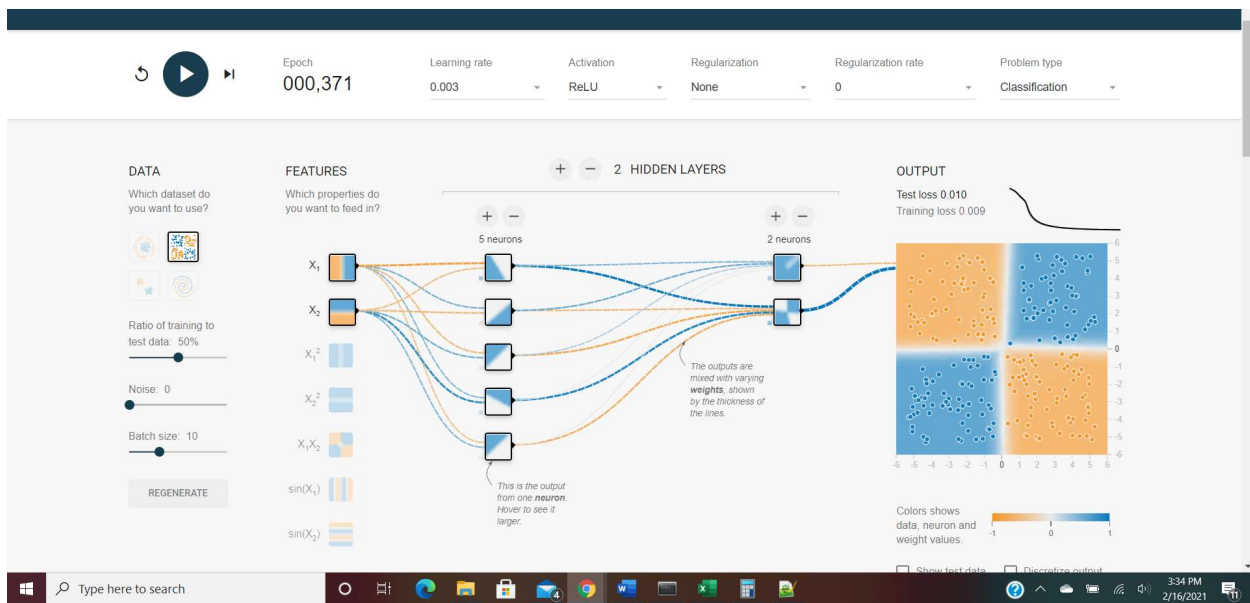 Epoch
000,371
Learning rate
0.003
Activation
ReLU
Regularization
None
Regularization rate
0
Problem type
Classification
DATA
Which dataset do
you want to use?
Ratio of training to
test data: 50%
Noise: 0
Batch size: 10
REGENERATE
FEATURES
Which properties do
you want to feed in?
X₁
X₂
X₁²
X₂²
X₁X₂
sin(X₁)
sin(X₂)
+ − 2 HIDDEN LAYERS
+ −
5 neurons
+ −
2 neurons
This is the output
from one neuron.
Hover to see it
larger.
The outputs are
mixed with varying
weights, shown
by the thickness of
the lines.
OUTPUT
Test loss 0.010
Training loss 0.009
6
5
4
3
2
1
0
-1
-2
-3
-4
-5
-6
-6 -5 -4 -3 -2 -1 0 1 2 3 4 5 6
Colors shows
data, neuron and
weight values.
-1 0 1
Show test data
Discretize output
Type here to search
4
3:34 PM
2/16/2021
11